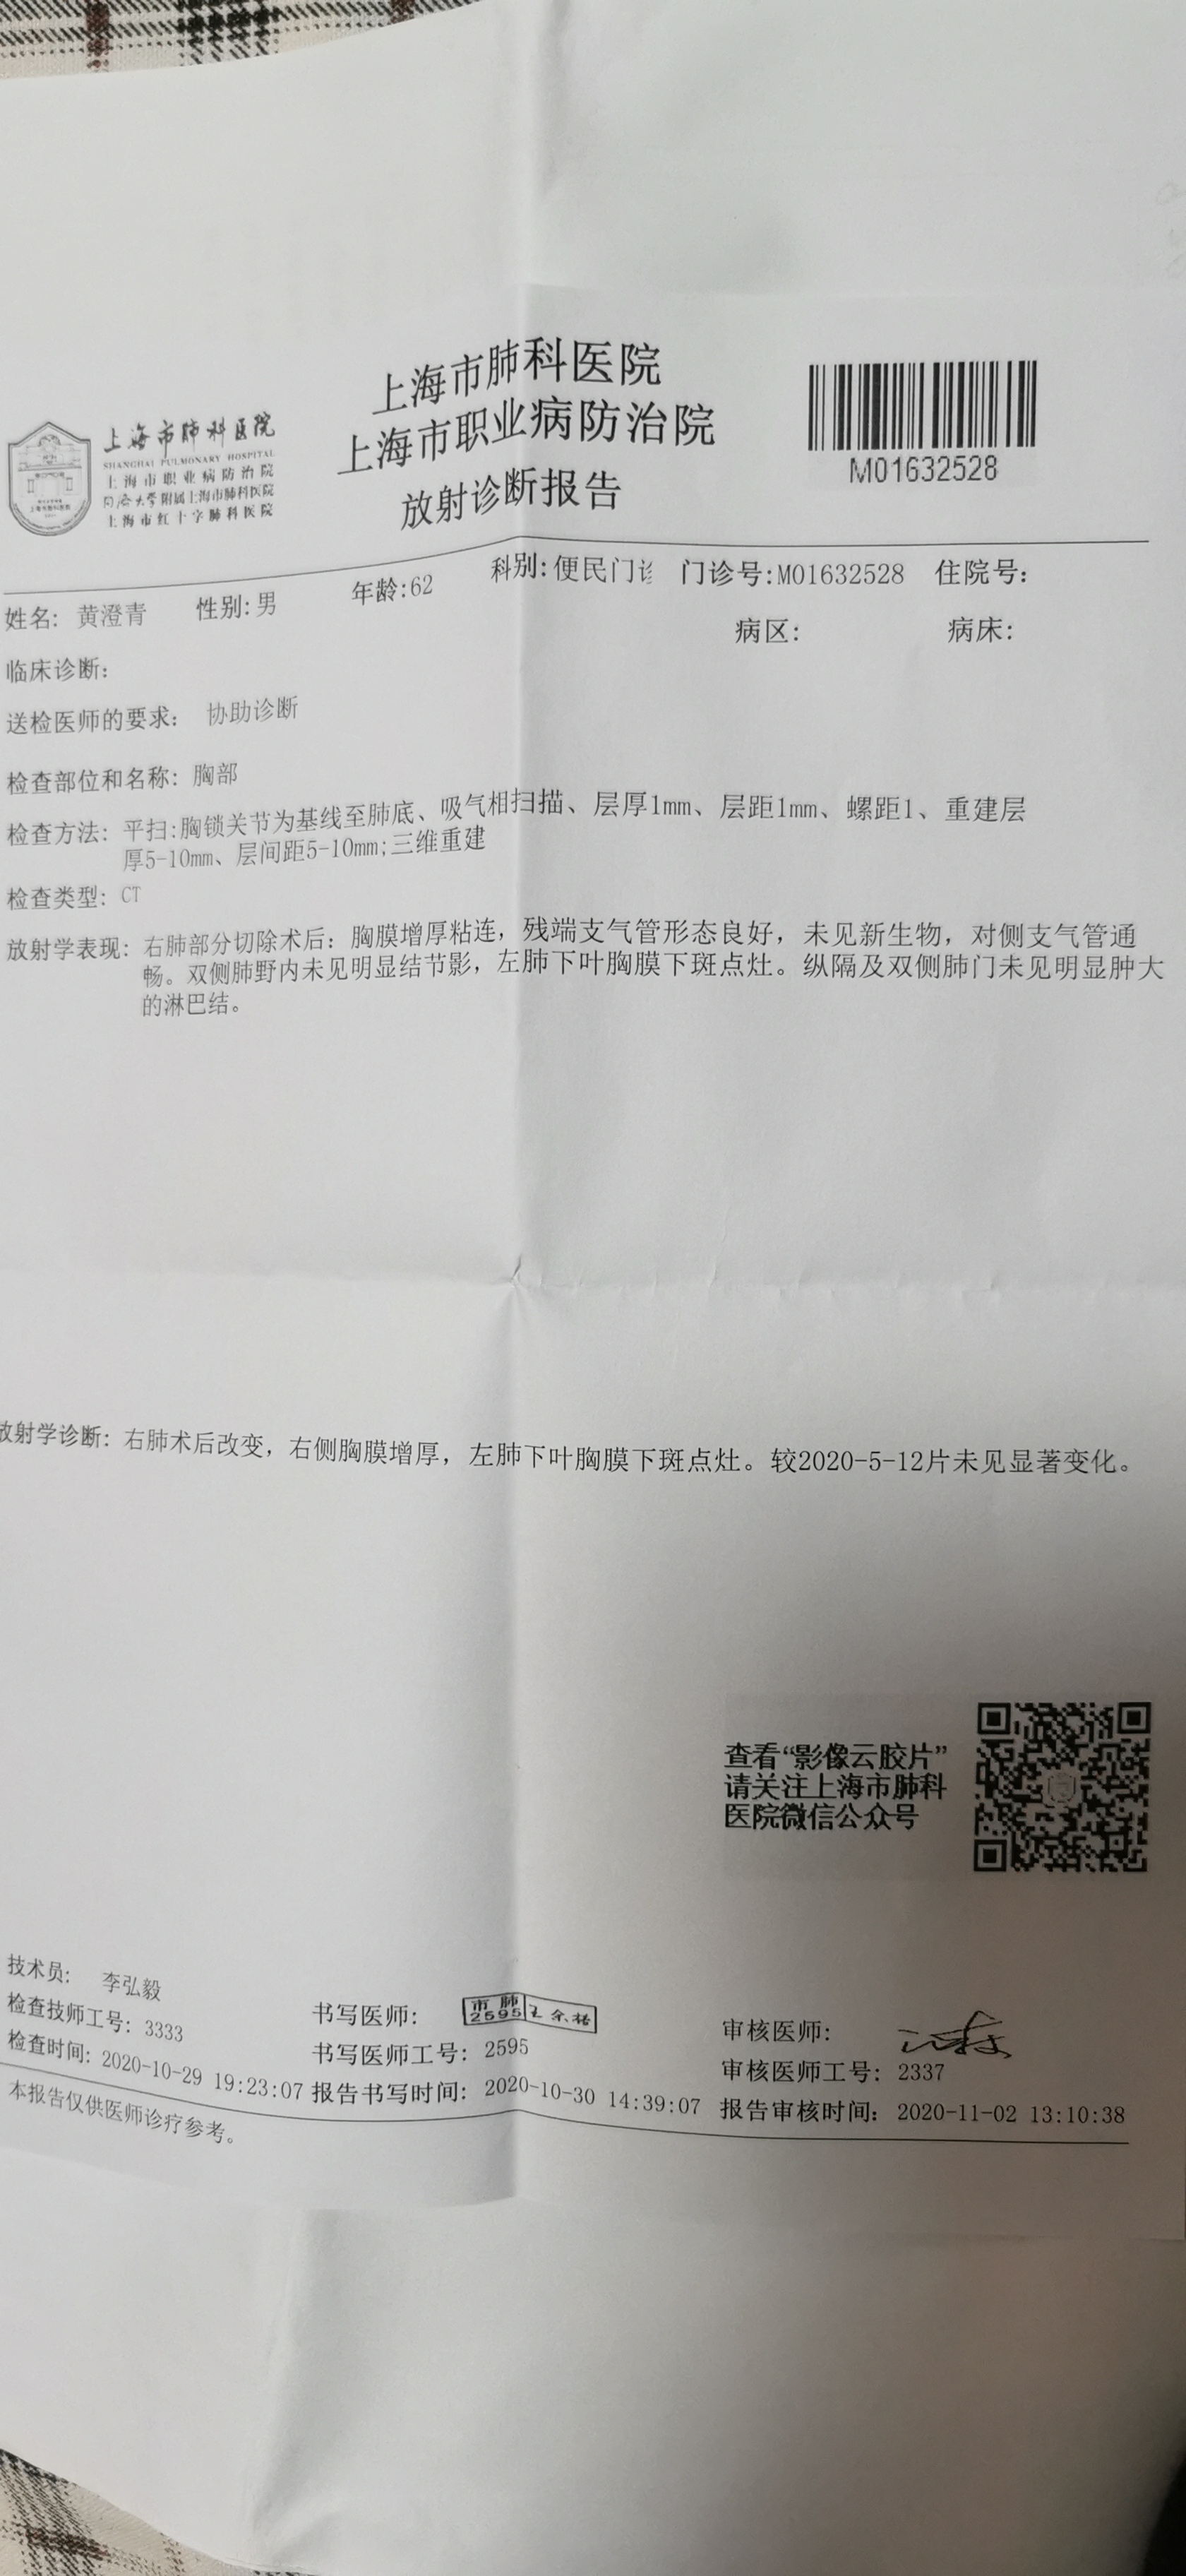 上海市肺科医院
SHANGHAI PULMONARY HOSPITAL
上海市职业病防治院
同济大学附属上海市肺科医院
上海市红十字肺科医院
上海市肺科医院
上海市职业病防治院
放射诊断报告
M01632528
姓名: 黄澄青 性别:男 年龄:62 科别:便民门诊 门诊号:M01632528 住院号:
病区: 病床:
临床诊断:
送检医师的要求: 协助诊断
检查部位和名称: 胸部
检查方法: 平扫:胸锁关节为基线至肺底、吸气相扫描、层厚1mm、层距1mm、螺距1、重建层
厚5-10mm、层间距5-10mm;三维重建
检查类型: CT
放射学表现: 右肺部分切除术后: 胸膜增厚粘连, 残端支气管形态良好, 未见新生物, 对侧支气管通
畅。双侧肺野内未见明显结节影, 左肺下叶胸膜下斑点灶。纵隔及双侧肺门未见明显肿大
的淋巴结。
放射学诊断: 右肺术后改变, 右侧胸膜增厚, 左肺下叶胸膜下斑点灶。较2020-5-12片未见显著变化。
查看“影像云胶片”
请关注上海市肺科
医院微信公众号
技术员: 李弘毅
检查技师工号: 3333
检查时间: 2020-10-29 19:23:07
书写医师: 市肺 2595
书写医师工号: 2595
报告书写时间: 2020-10-30 14:39:07
审核医师:
审核医师工号: 2337
报告审核时间: 2020-11-02 13:10:38
本报告仅供医师诊疗参考。